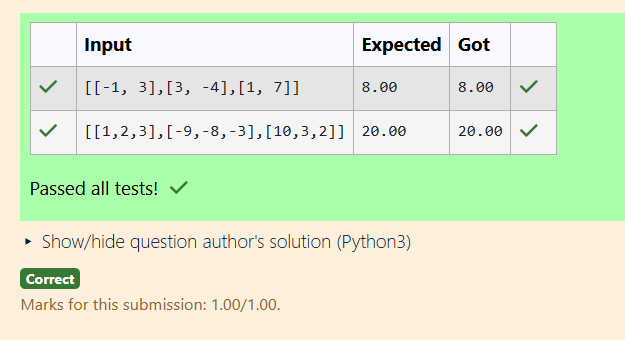 Input Expected Got
[[-1, 3],[3, -4],[1, 7]] 8.00 8.00
[[1,2,3],[-9,-8,-3],[10,3,2]] 20.00 20.00
Passed all tests!
Show/hide question author's solution (Python3)
Correct
Marks for this submission: 1.00/1.00.